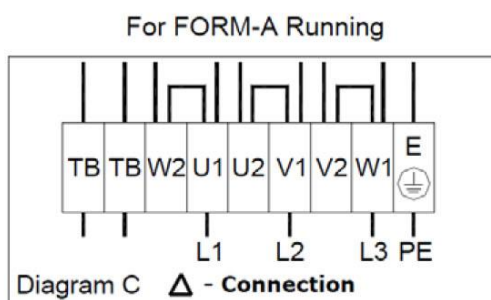 For FORM-A Running
TB TB W2 U1 U2 V1 V2 W1 E
L1 L2 L3 PE
Diagram C Δ - Connection